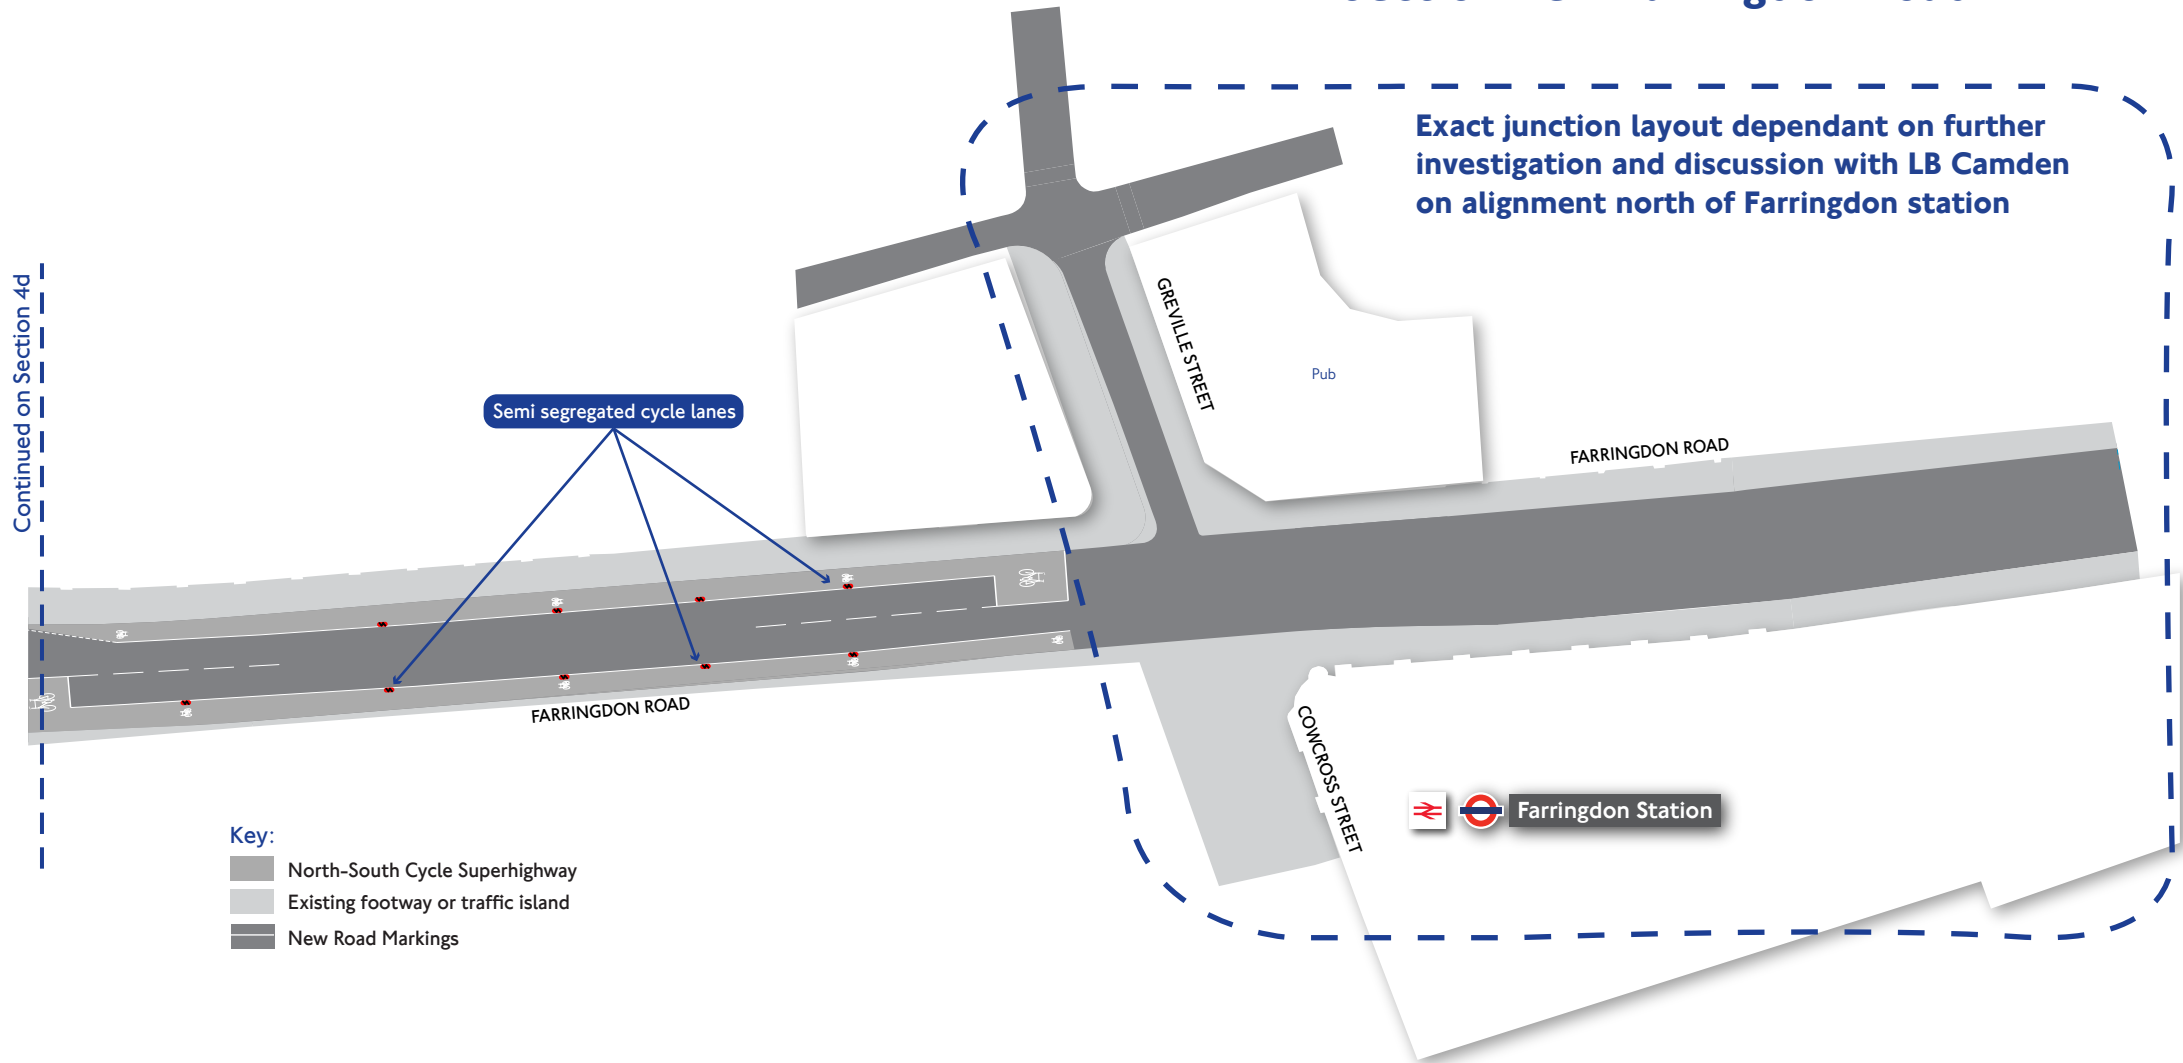 Exact junction layout dependant on further
investigation and discussion with LB Camden
on alignment north of Farringdon station
Continued on Section 4d
GREVILLE STREET
Pub
Semi segregated cycle lanes
FARRINGDON ROAD
FARRINGDON ROAD
COWCROSS STREET
Farringdon Station
Key:
North-South Cycle Superhighway
Existing footway or traffic island
New Road Markings